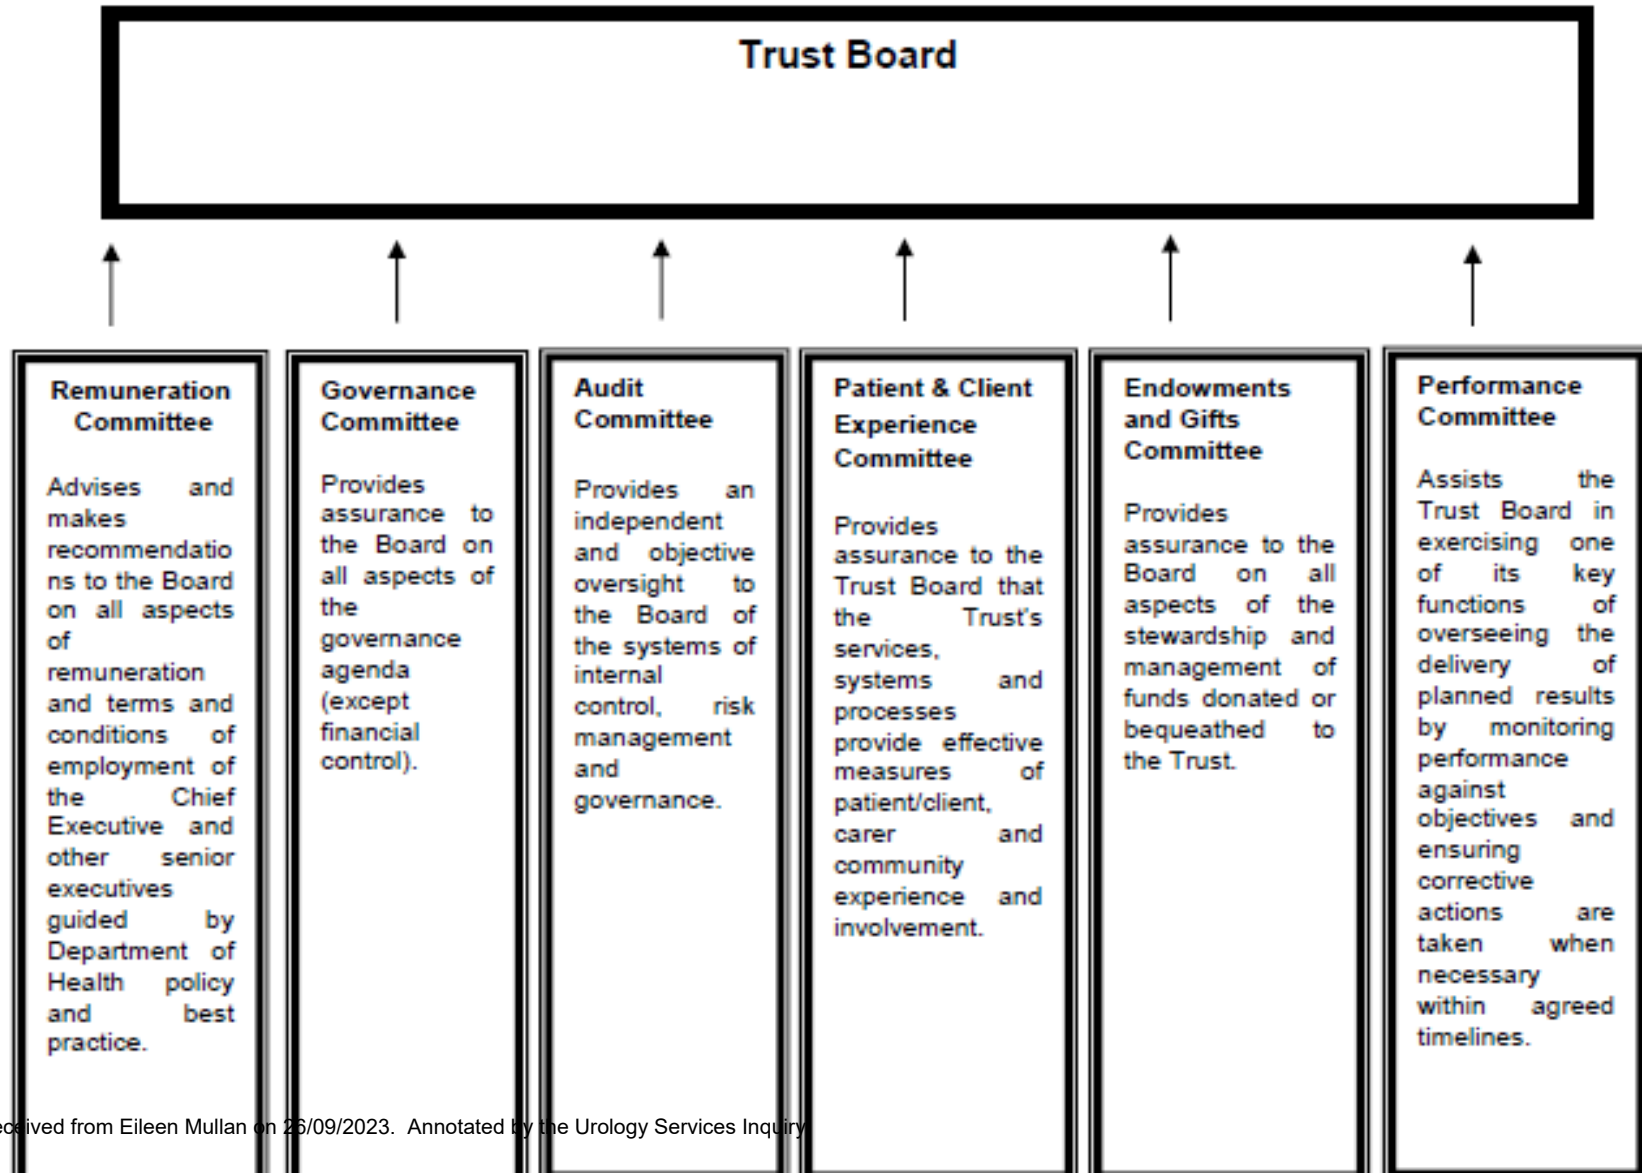 Trust Board
Remuneration
Committee
Advises and
makes
recommendatio
ns to the Board
on all aspects
of
remuneration
and terms and
conditions of
employment of
the Chief
Executive and
other senior
executives
guided by
Department of
Health policy
and best
practice.
Governance
Committee
Provides
assurance to
the Board on
all aspects of
the
governance
agenda
(except
financial
control).
Audit
Committee
Provides an
independent
and objective
oversight to
the Board of
the systems of
internal
control, risk
management
and
governance.
Patient & Client
Experience
Committee
Provides
assurance to the
Trust Board that
the Trust's
services,
systems and
processes
provide effective
measures of
patient/client,
carer and
community
experience and
involvement.
Endowments
and Gifts
Committee
Provides
assurance to the
Board on all
aspects of the
stewardship and
management of
funds donated or
bequeathed to
the Trust.
Performance
Committee
Assists the
Trust Board in
exercising one
of its key
functions of
overseeing the
delivery of
planned results
by monitoring
performance
against
objectives and
ensuring
corrective
actions are
taken when
necessary
within agreed
timelines.
from Eileen Mullan on 26/09/2023. Annotated by the Urology Services Inquiry